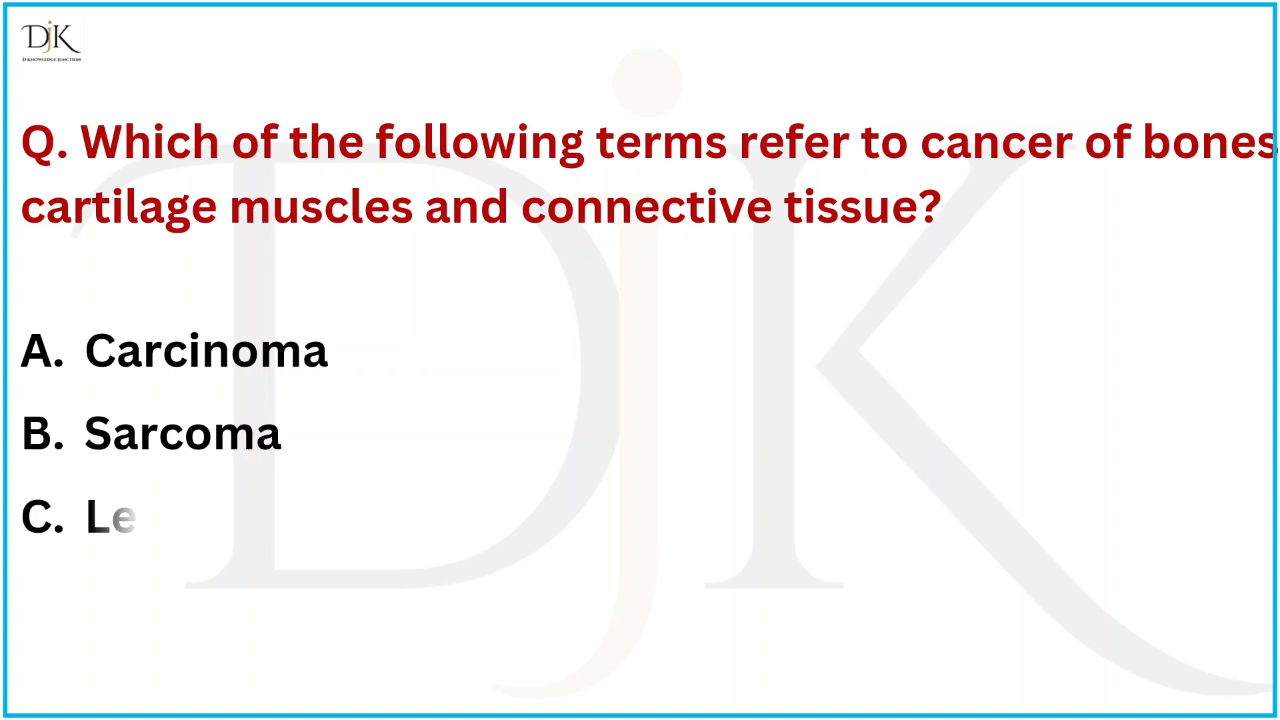 DjK
D KNOWLEDGE JUNCTION
Q. Which of the following terms refer to cancer of bones
cartilage muscles and connective tissue?
A. Carcinoma
B. Sarcoma
C. Le